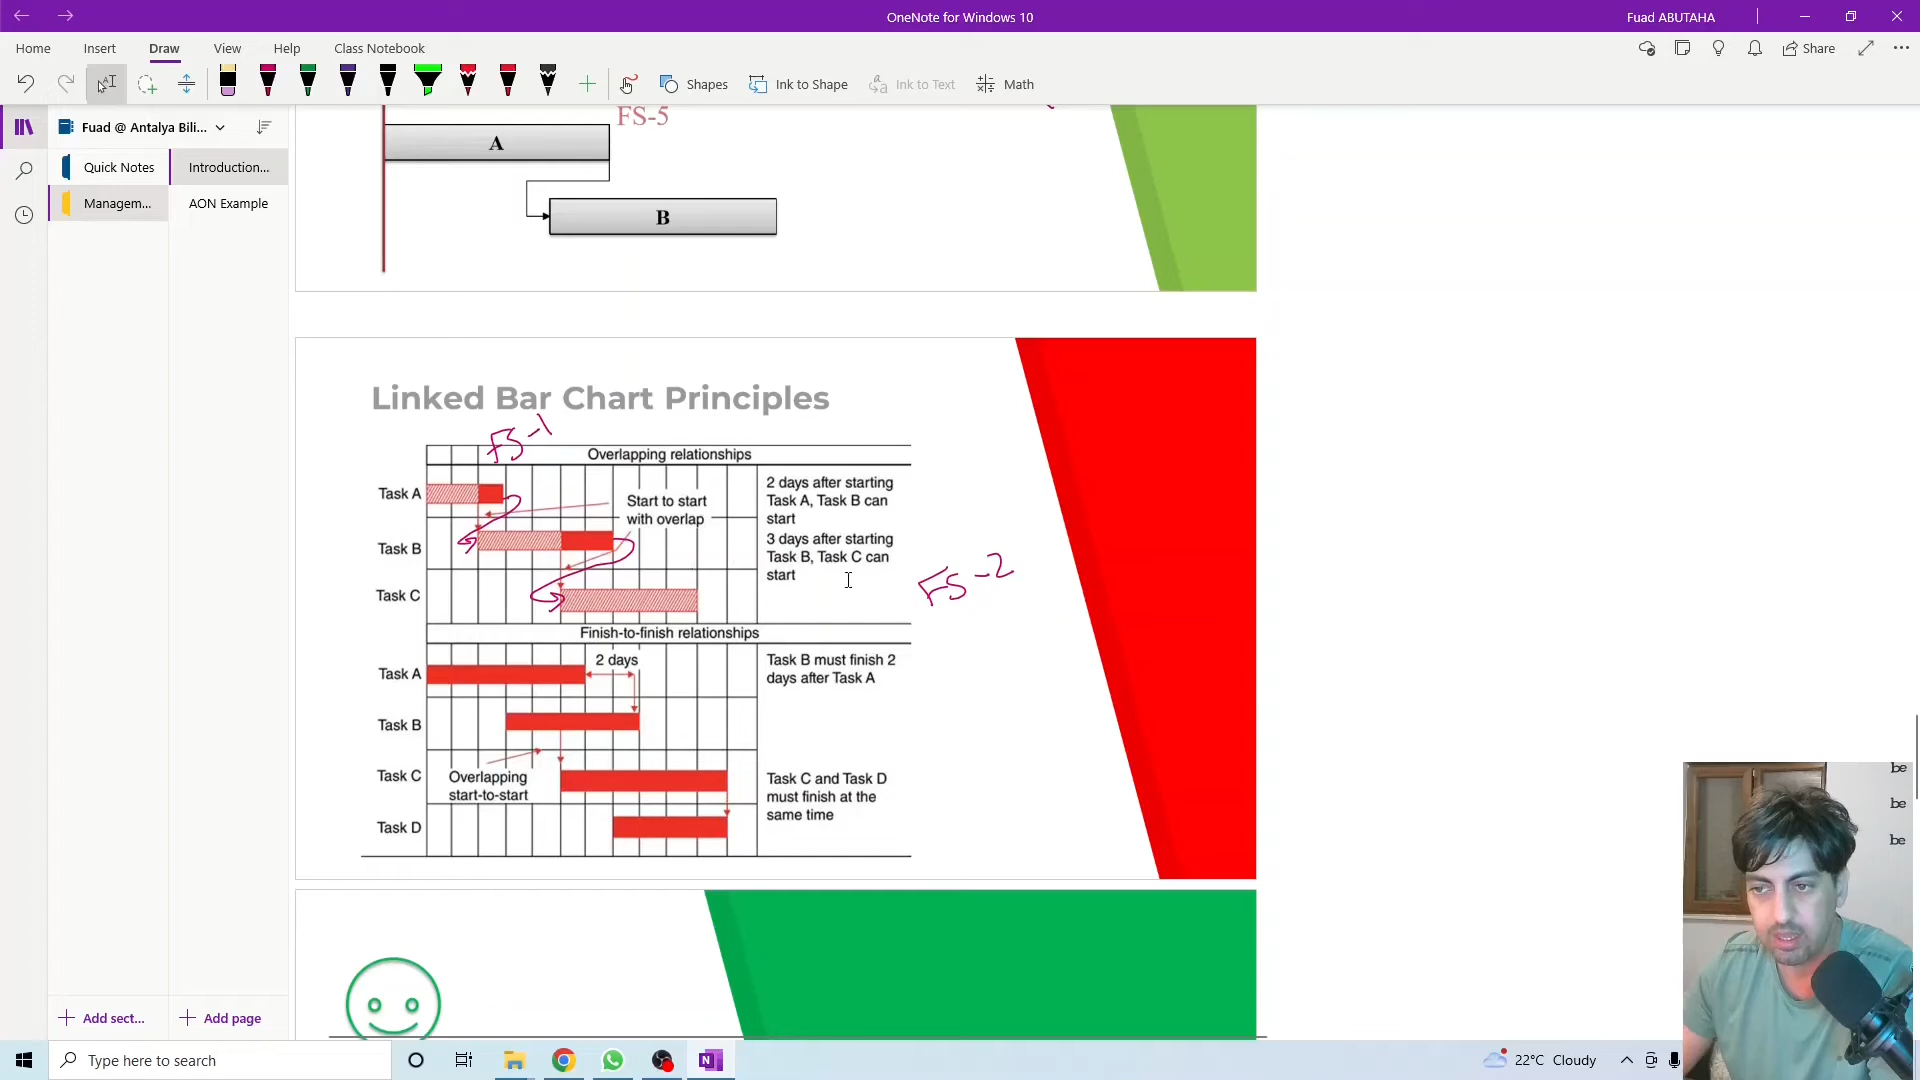 OneNote for Windows 10
Fuad ABUTAHA
Home
Insert
Draw
View
Help
Class Notebook
Share
Shapes
Ink to Shape
Ink to Text
Math
Fuad @ Antalya Bili...
Quick Notes
Introduction...
Managem...
AON Example
FS-5
A
B
Linked Bar Chart Principles
FS-1
Overlapping relationships
Task A
Start to start
with overlap
2 days after starting
Task A, Task B can
start
Task B
3 days after starting
Task B, Task C can
start
FS-2
Task C
Finish-to-finish relationships
Task A
2 days
Task B must finish 2
days after Task A
Task B
Task C
Overlapping
start-to-start
Task C and Task D
must finish at the
same time
Task D
be
be
be
Add sect...
Add page
Type here to search
22°C Cloudy